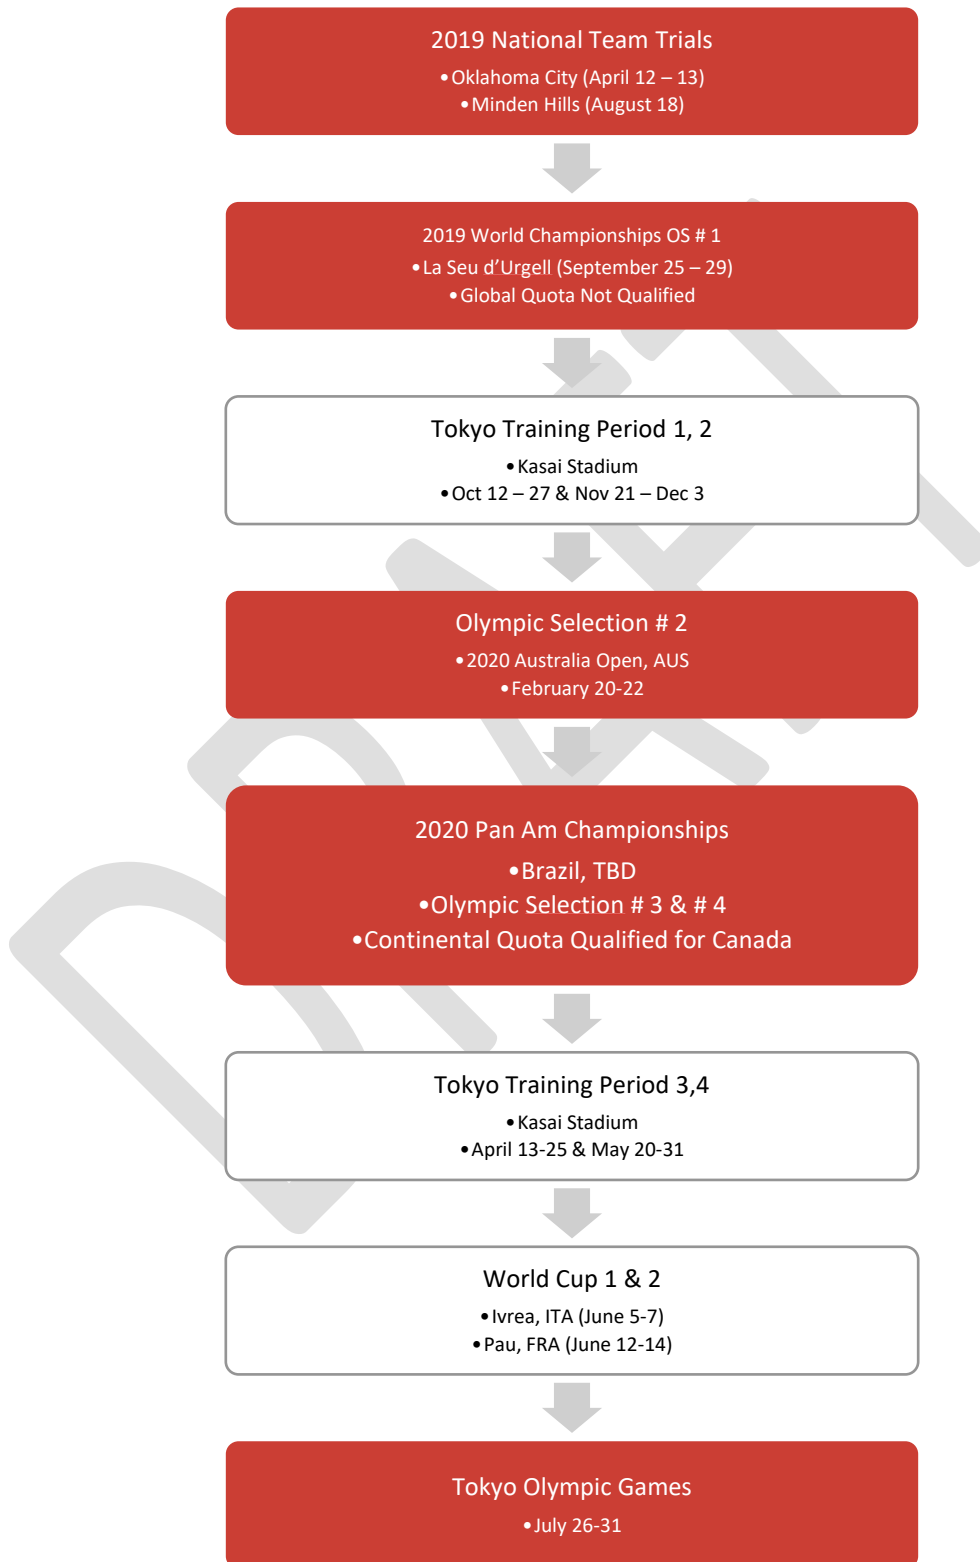 2019 National Team Trials
•Oklahoma City (April 12 – 13)
•Minden Hills (August 18)
2019 World Championships OS # 1
•La Seu d’Urgell (September 25 – 29)
•Global Quota Not Qualified
Tokyo Training Period 1, 2
•Kasai Stadium
•Oct 12 – 27 & Nov 21 – Dec 3
Olympic Selection # 2
•2020 Australia Open, AUS
•February 20-22
2020 Pan Am Championships
•Brazil, TBD
•Olympic Selection # 3 & # 4
•Continental Quota Qualified for Canada
Tokyo Training Period 3,4
•Kasai Stadium
•April 13-25 & May 20-31
World Cup 1 & 2
•Ivrea, ITA (June 5-7)
•Pau, FRA (June 12-14)
Tokyo Olympic Games
•July 26-31
DRAFT